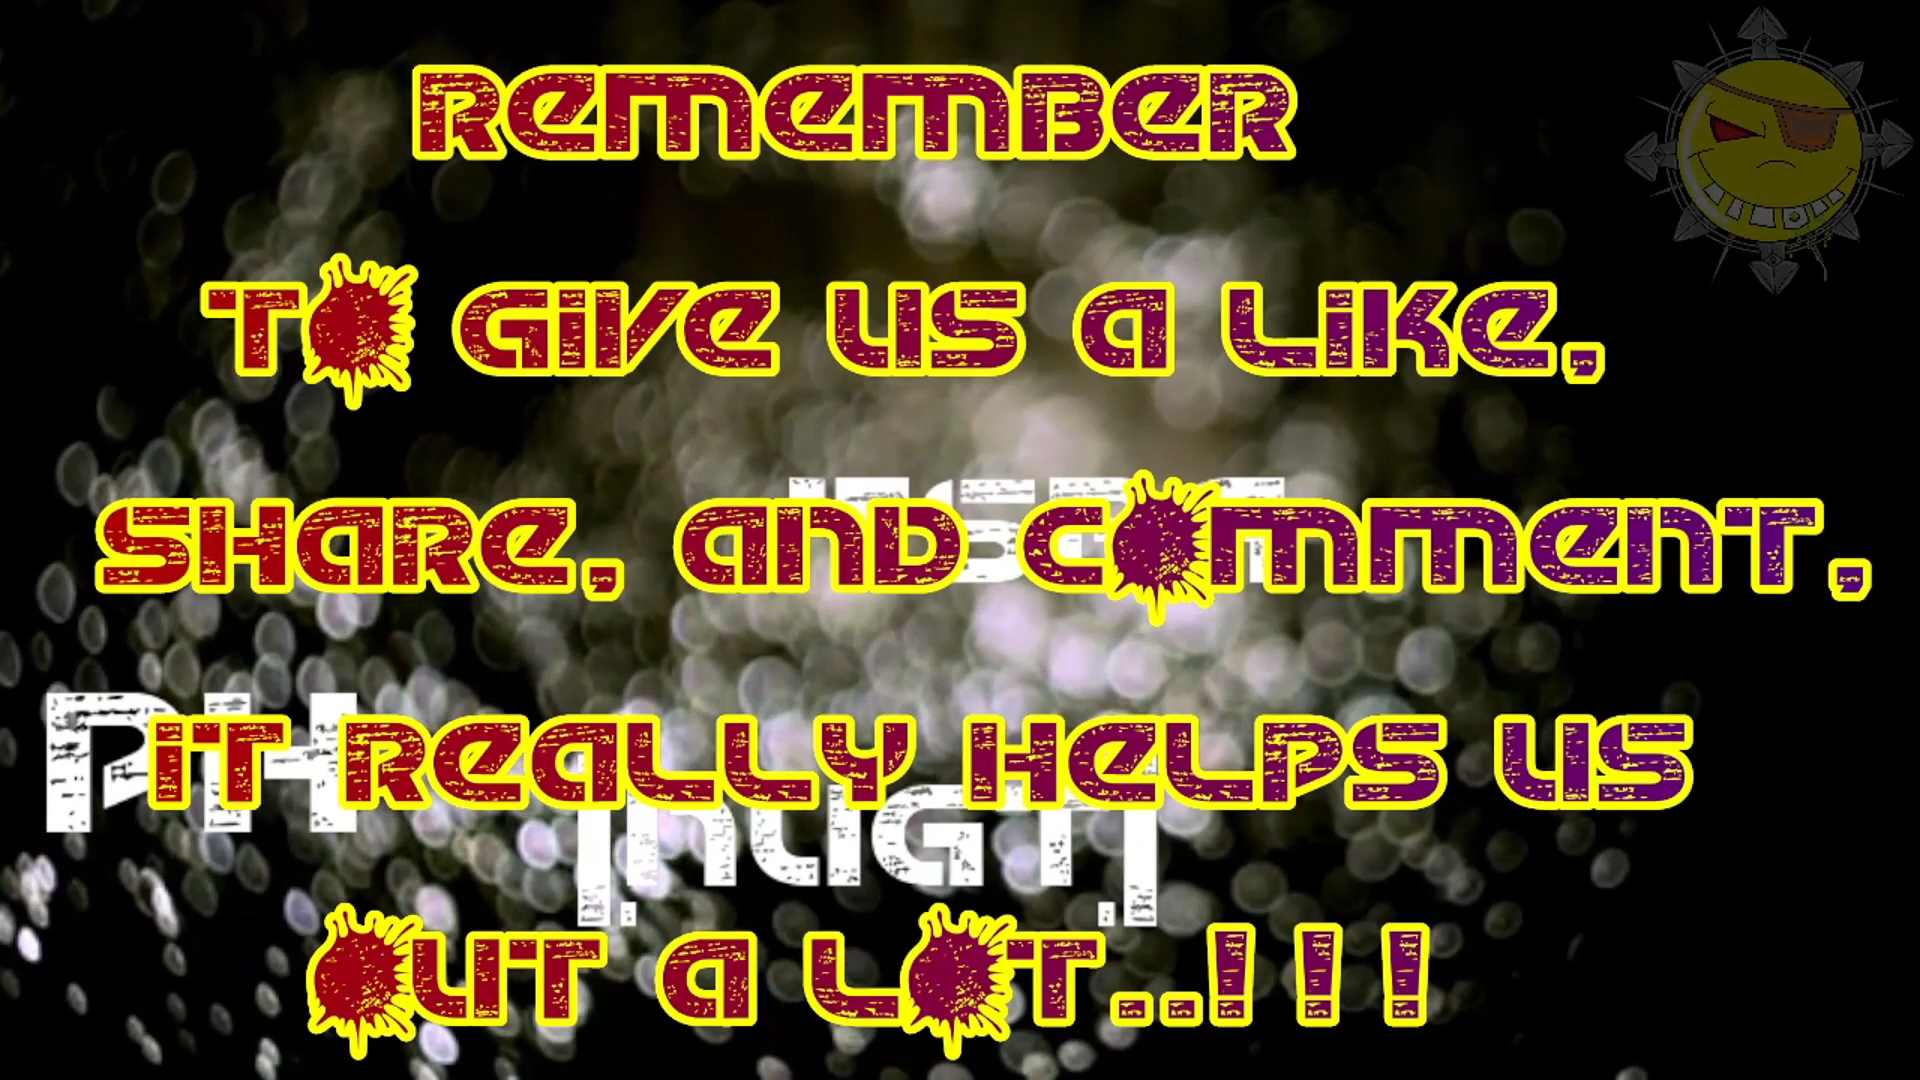 REMEMBER
TO GIVE US A LIKE,
SHARE, AND COMMENT,
IT REALLY HELPS US
OUT A LOT..!!!